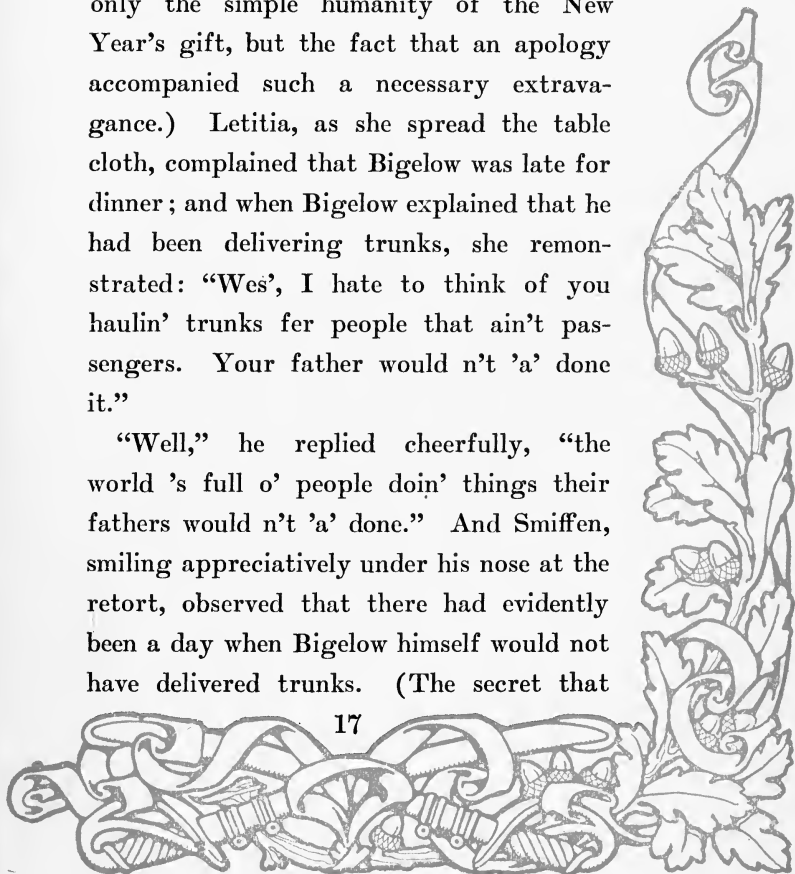 only the simple humanity of the New
Year's gift, but the fact that an apology
accompanied such a necessary extrava-
gance.) Letitia, as she spread the table
cloth, complained that Bigelow was late for
dinner; and when Bigelow explained that he
had been delivering trunks, she remon-
strated: “Wes', I hate to think of you
haulin' trunks fer people that ain't pas-
sengers. Your father would n't 'a' done
it.”
“Well,” he replied cheerfully, “the
world 's full o' people doin' things their
fathers would n't 'a' done.” And Smiffen,
smiling appreciatively under his nose at the
retort, observed that there had evidently
been a day when Bigelow himself would not
have delivered trunks. (The secret that
17